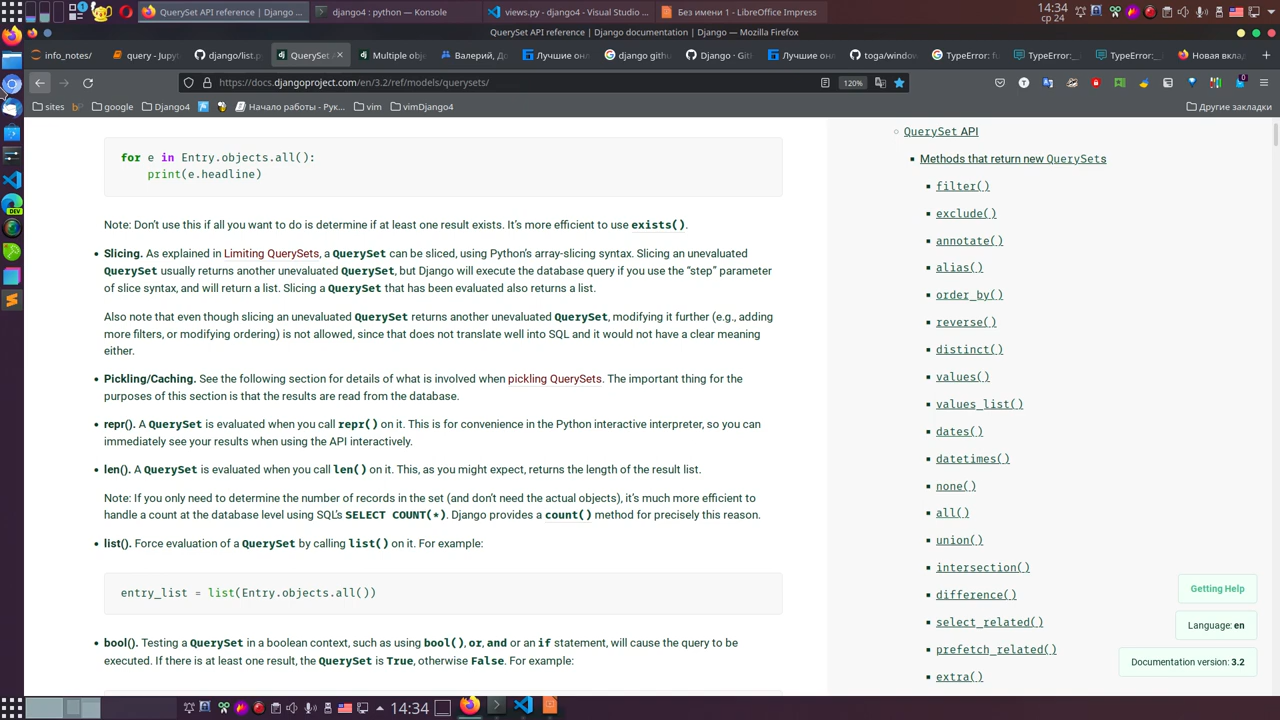 QuerySet API reference | Django ...
django4 : python — Konsole
views.py - django4 - Visual Studio ...
Без имени 1 - LibreOffice Impress
14:34
ср 24
QuerySet API reference | Django documentation | Django — Mozilla Firefox
info_notes/
query - Jupyt
django/list.p
QuerySet
Multiple obj
Валерий, До
Лучшие онл
django githu
Django · Gitl
Лучшие онл
toga/window
TypeError: fu
TypeError: c
TypeError: c
Новая вкла
https://docs.djangoproject.com/en/3.2/ref/models/querysets/
120%
sites
google
Django4
Начало работы - Рук...
vim
vimDjango4
Другие закладки
for e in Entry.objects.all():
print(e.headline)
Note: Don’t use this if all you want to do is determine if at least one result exists. It’s more efficient to use exists().
• Slicing. As explained in Limiting QuerySets, a QuerySet can be sliced, using Python’s array-slicing syntax. Slicing an unevaluated
QuerySet usually returns another unevaluated QuerySet, but Django will execute the database query if you use the “step” parameter
of slice syntax, and will return a list. Slicing a QuerySet that has been evaluated also returns a list.
Also note that even though slicing an unevaluated QuerySet returns another unevaluated QuerySet, modifying it further (e.g., adding
more filters, or modifying ordering) is not allowed, since that does not translate well into SQL and it would not have a clear meaning
either.
• Pickling/Caching. See the following section for details of what is involved when pickling QuerySets. The important thing for the
purposes of this section is that the results are read from the database.
• repr(). A QuerySet is evaluated when you call repr() on it. This is for convenience in the Python interactive interpreter, so you can
immediately see your results when using the API interactively.
• len(). A QuerySet is evaluated when you call len() on it. This, as you might expect, returns the length of the result list.
Note: If you only need to determine the number of records in the set (and don’t need the actual objects), it’s much more efficient to
handle a count at the database level using SQL’s SELECT COUNT(*). Django provides a count() method for precisely this reason.
• list(). Force evaluation of a QuerySet by calling list() on it. For example:
entry_list = list(Entry.objects.all())
• bool(). Testing a QuerySet in a boolean context, such as using bool(), or, and or an if statement, will cause the query to be
executed. If there is at least one result, the QuerySet is True, otherwise False. For example:
QuerySet API
Methods that return new QuerySets
filter()
exclude()
annotate()
alias()
order_by()
reverse()
distinct()
values()
values_list()
dates()
datetimes()
none()
all()
union()
intersection()
difference()
select_related()
prefetch_related()
extra()
Getting Help
Language: en
Documentation version: 3.2
DEV
14:34